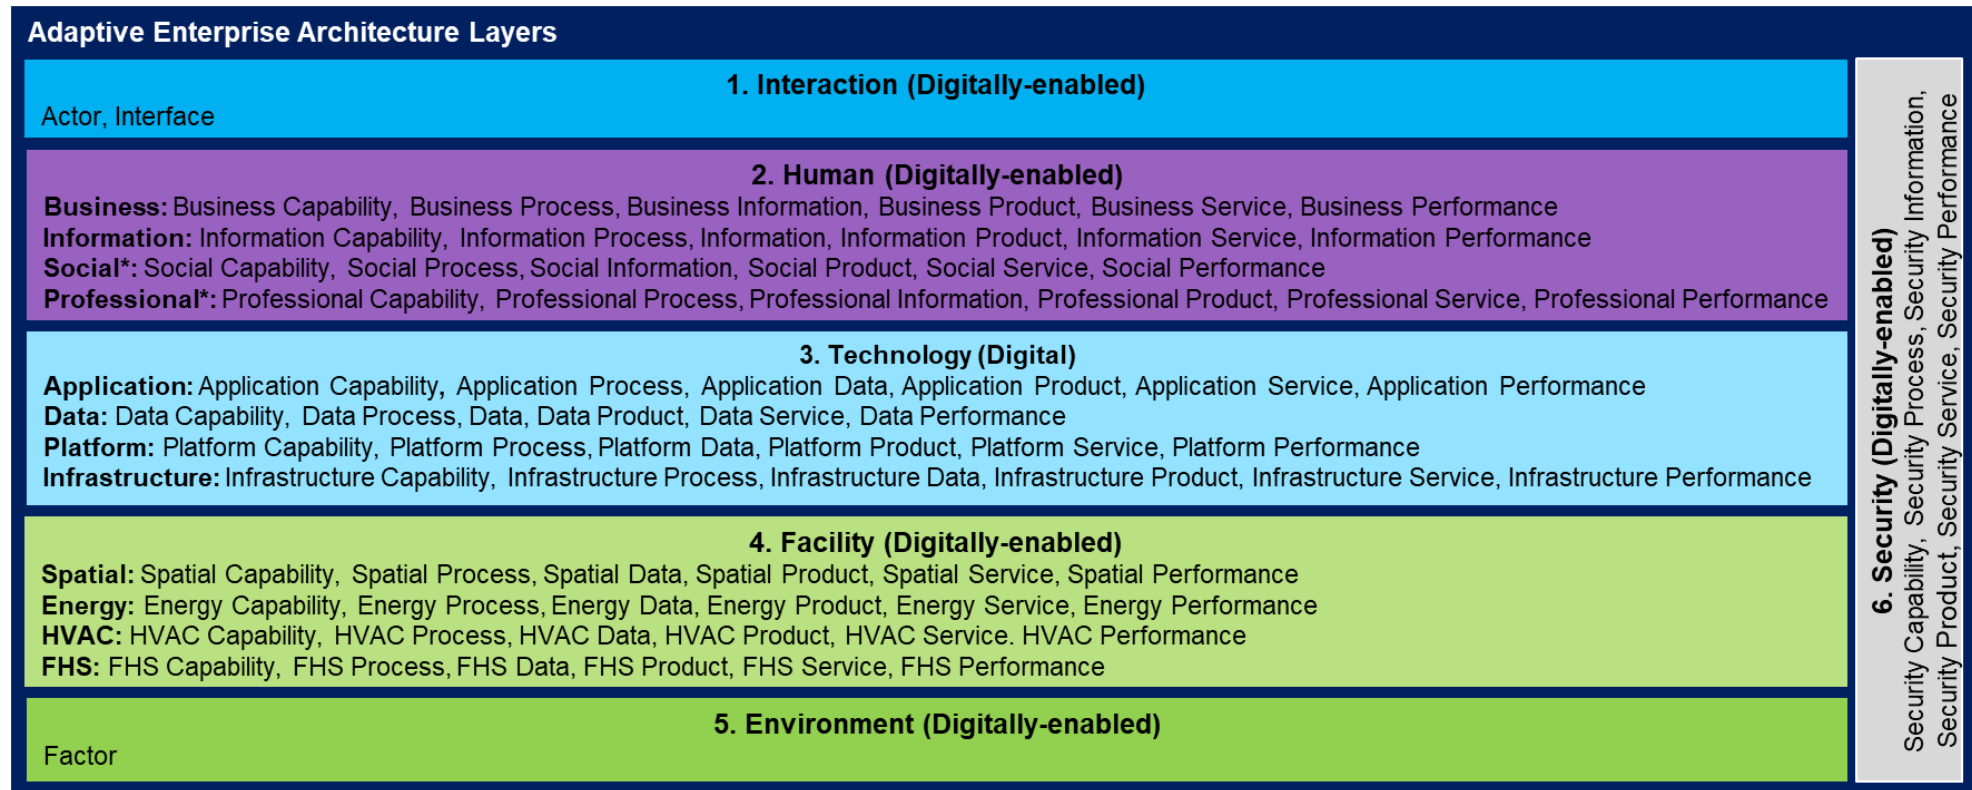 Adaptive Enterprise Architecture Layers
1. Interaction (Digitally-enabled)
Actor, Interface
2. Human (Digitally-enabled)
Business: Business Capability, Business Process, Business Information, Business Product, Business Service, Business Performance
Information: Information Capability, Information Process, Information, Information Product, Information Service, Information Performance
Social*: Social Capability, Social Process, Social Information, Social Product, Social Service, Social Performance
Professional*: Professional Capability, Professional Process, Professional Information, Professional Product, Professional Service, Professional Performance
3. Technology (Digital)
Application: Application Capability, Application Process, Application Data, Application Product, Application Service, Application Performance
Data: Data Capability, Data Process, Data, Data Product, Data Service, Data Performance
Platform: Platform Capability, Platform Process, Platform Data, Platform Product, Platform Service, Platform Performance
Infrastructure: Infrastructure Capability, Infrastructure Process, Infrastructure Data, Infrastructure Product, Infrastructure Service, Infrastructure Performance
4. Facility (Digitally-enabled)
Spatial: Spatial Capability, Spatial Process, Spatial Data, Spatial Product, Spatial Service, Spatial Performance
Energy: Energy Capability, Energy Process, Energy Data, Energy Product, Energy Service, Energy Performance
HVAC: HVAC Capability, HVAC Process, HVAC Data, HVAC Product, HVAC Service. HVAC Performance
FHS: FHS Capability, FHS Process, FHS Data, FHS Product, FHS Service, FHS Performance
5. Environment (Digitally-enabled)
Factor
6. Security (Digitally-enabled)
Security Capability, Security Process, Security Information,
Security Product, Security Service, Security Performance